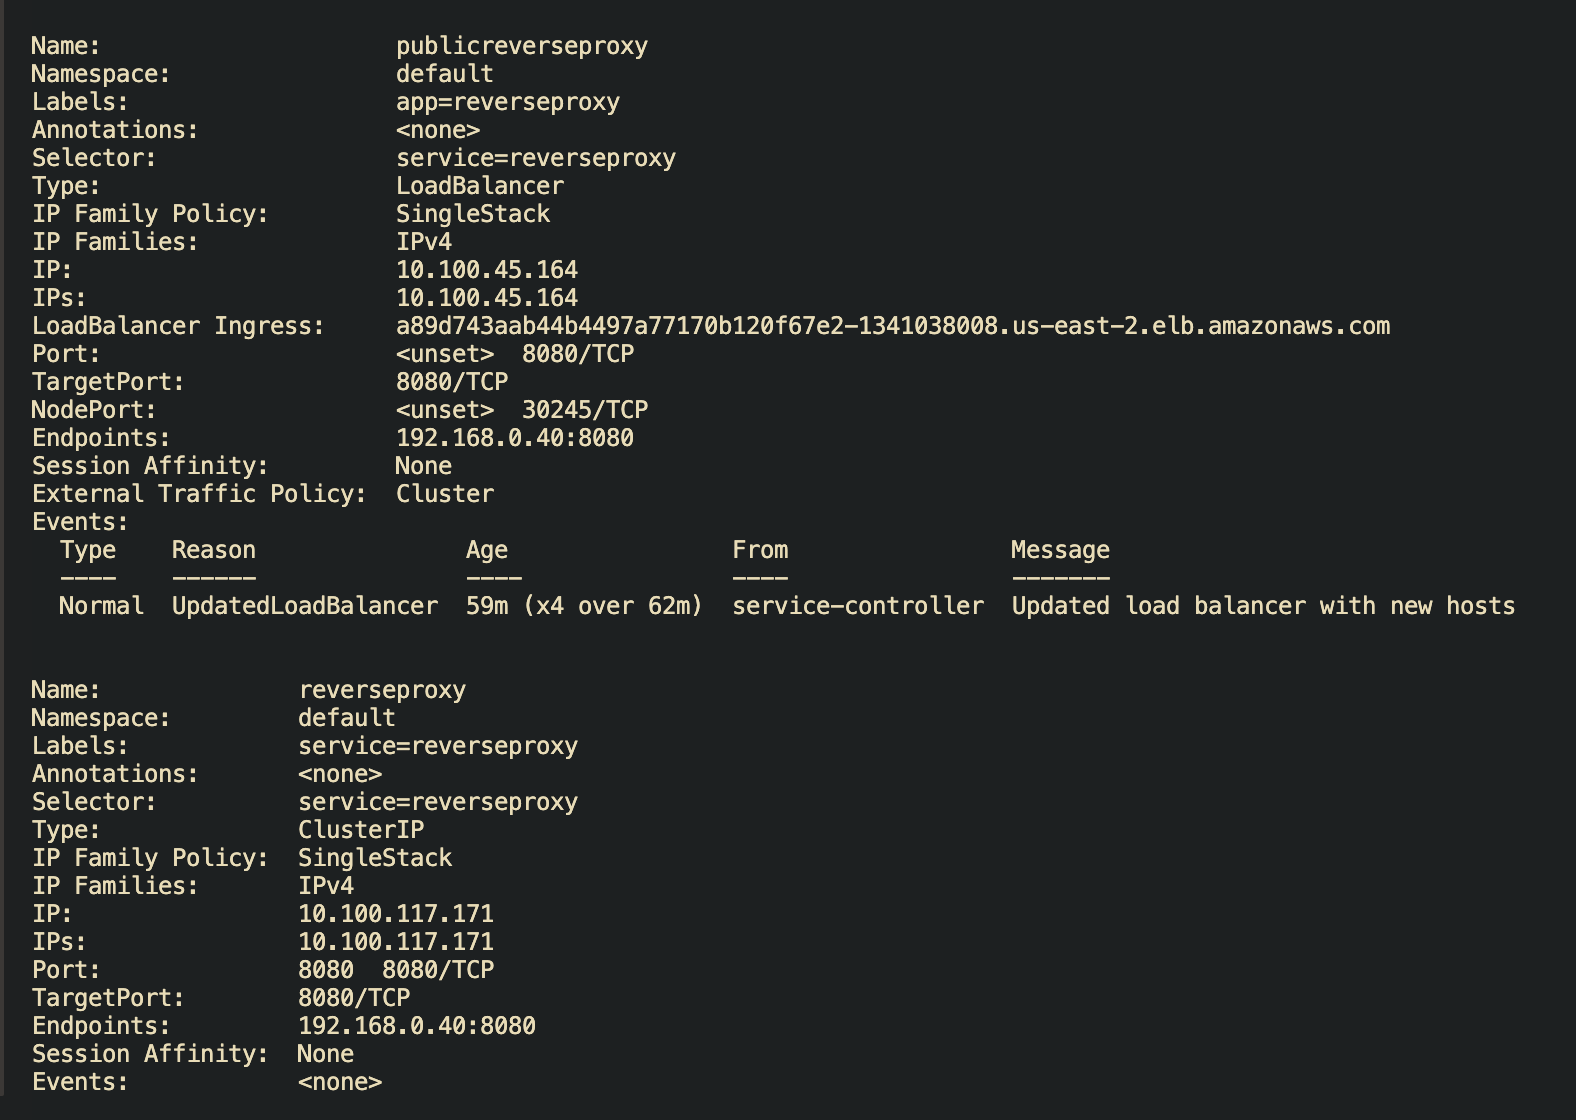 Name:                     publicreverseproxy
Namespace:                default
Labels:                   app=reverseproxy
Annotations:              <none>
Selector:                 service=reverseproxy
Type:                     LoadBalancer
IP Family Policy:         SingleStack
IP Families:              IPv4
IP:                       10.100.45.164
IPs:                      10.100.45.164
LoadBalancer Ingress:     a89d743aab44b4497a77170b120f67e2-1341038008.us-east-2.elb.amazonaws.com
Port:                     <unset>  8080/TCP
TargetPort:               8080/TCP
NodePort:                 <unset>  30245/TCP
Endpoints:                192.168.0.40:8080
Session Affinity:         None
External Traffic Policy:  Cluster
Events:
  Type    Reason               Age                From                Message
  ----    ------               ----               ----                -------
  Normal  UpdatedLoadBalancer  59m (x4 over 62m)  service-controller  Updated load balancer with new hosts
Name:              reverseproxy
Namespace:         default
Labels:            service=reverseproxy
Annotations:       <none>
Selector:          service=reverseproxy
Type:              ClusterIP
IP Family Policy:  SingleStack
IP Families:       IPv4
IP:                10.100.117.171
IPs:               10.100.117.171
Port:              8080  8080/TCP
TargetPort:        8080/TCP
Endpoints:         192.168.0.40:8080
Session Affinity:  None
Events:            <none>